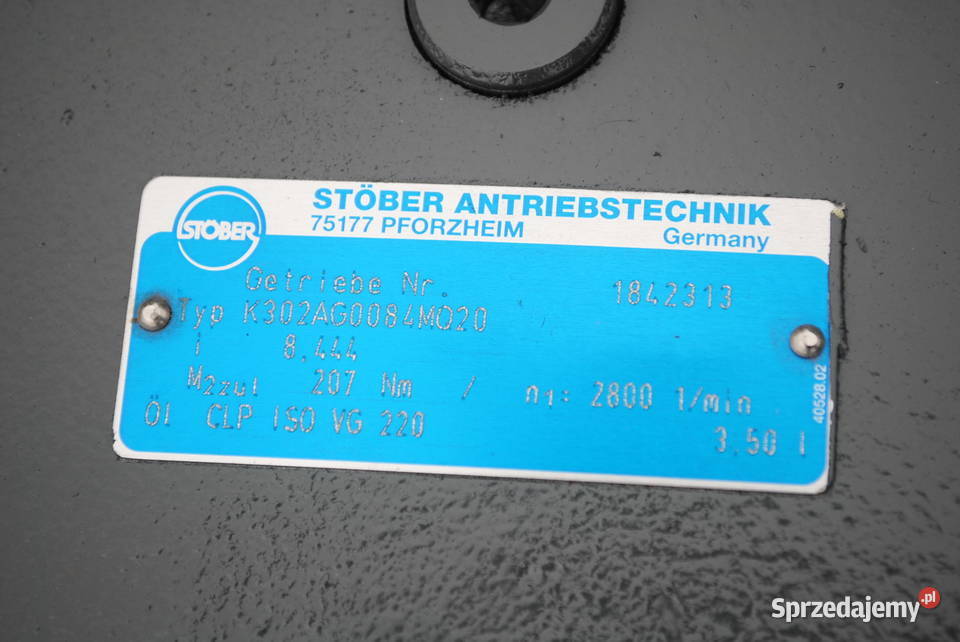 STÖBER
STÖBER ANTRIEBSTECHNIK
75177 PFORZHEIM
Germany
Getriebe Nr. 1842313
Typ K302AG0084MQ20
i 8.444
M2zul 207 Nm / n1: 2800 1/min
Öl CLP ISO VG 220 3.50 l
40528.02
Sprzedajemy.pl